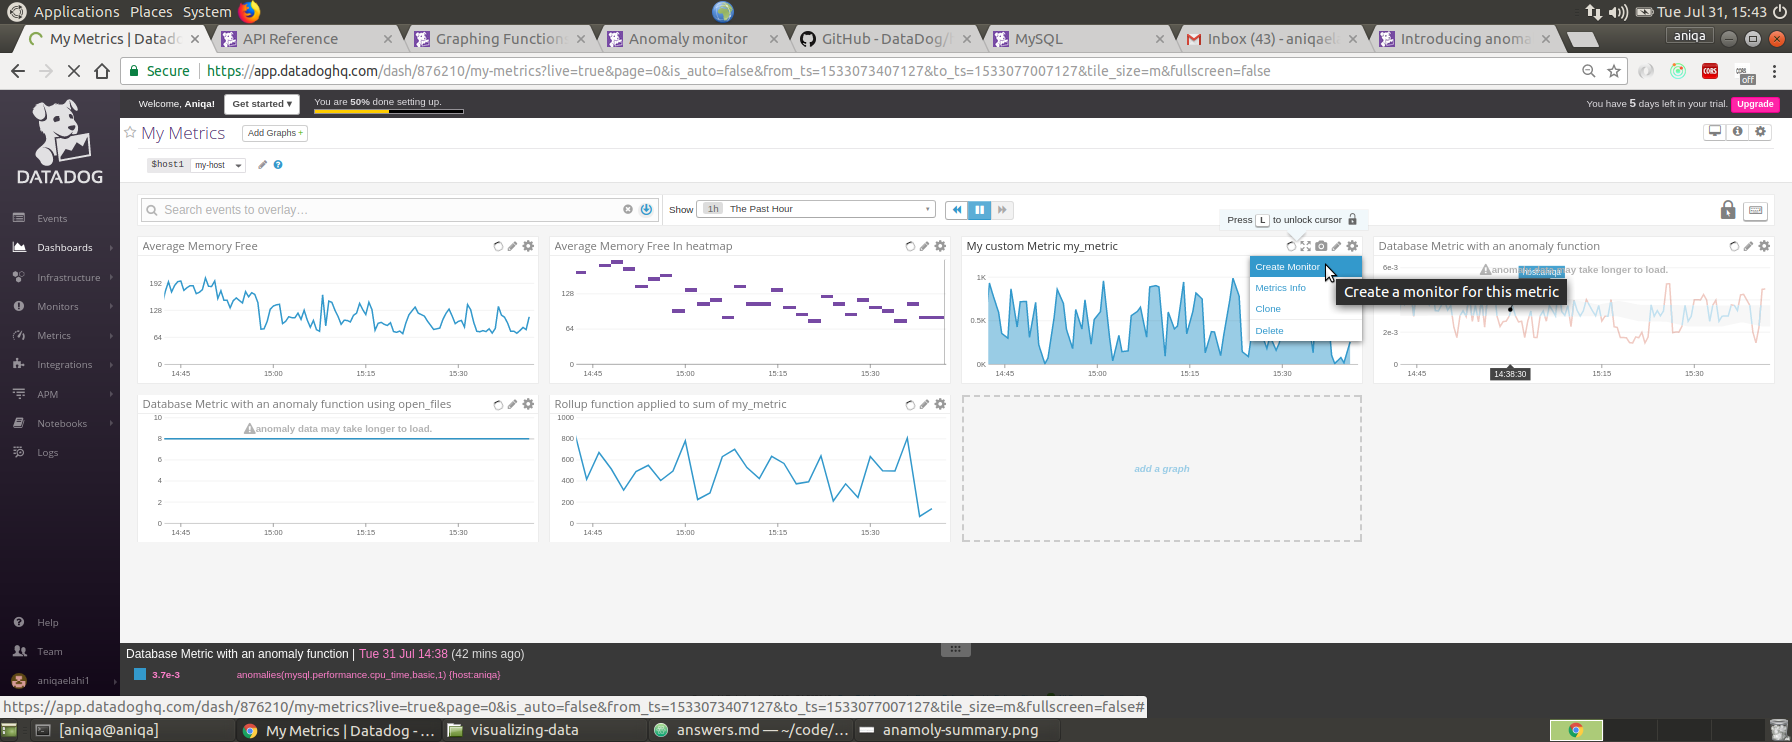 Applications Places System
Tue Jul 31, 15:43
My Metrics | Datad
API Reference
Graphing Function
Anomaly monitor
GitHub - DataDog/
MySQL
Inbox (43) - aniqael
Introducing anoma
aniqa
Secure https://app.datadoghq.com/dash/876210/my-metrics?live=true&page=0&is_auto=false&from_ts=1533073407127&to_ts=1533077007127&tile_size=m&fullscreen=false
CORS
off
Welcome, Aniqa! Get started ▾ You are 50% done setting up. You have 5 days left in your trial. Upgrade
DATADOG
Events
Dashboards
Infrastructure
Monitors
Metrics
Integrations
APM
Notebooks
Logs
Help
Team
aniqaelahi1
My Metrics Add Graphs +
$host1 my-host
Search events to overlay...
Show 1h The Past Hour
Press L to unlock cursor
Average Memory Free
192
128
64
0
14:45 15:00 15:15 15:30
Average Memory Free In heatmap
128
64
0
14:45 15:00 15:15 15:30
My custom Metric my_metric
1K
0.5K
0K
14:45 15:00 15:15 15:30
Create Monitor
Metrics Info
Clone
Delete
Create a monitor for this metric
Database Metric with an anomaly function
anomaly data may take longer to load.
host:aniqa
6e-3
2e-3
0
14:45 14:38:30 15:15 15:30
Database Metric with an anomaly function using open_files
anomaly data may take longer to load.
10
8
6
4
2
0
14:45 15:00 15:15 15:30
Rollup function applied to sum of my_metric
1000
800
600
400
200
0
14:45 15:00 15:15 15:30
add a graph
Database Metric with an anomaly function | Tue 31 Jul 14:38 (42 mins ago)
3.7e-3 anomalies(mysql.performance.cpu_time,basic,1) {host:aniqa}
https://app.datadoghq.com/dash/876210/my-metrics?live=true&page=0&is_auto=false&from_ts=1533073407127&to_ts=1533077007127&tile_size=m&fullscreen=false#
[aniqa@aniqa]
My Metrics | Datadog - ...
visualizing-data
answers.md — ~/code/...
anamoly-summary.png